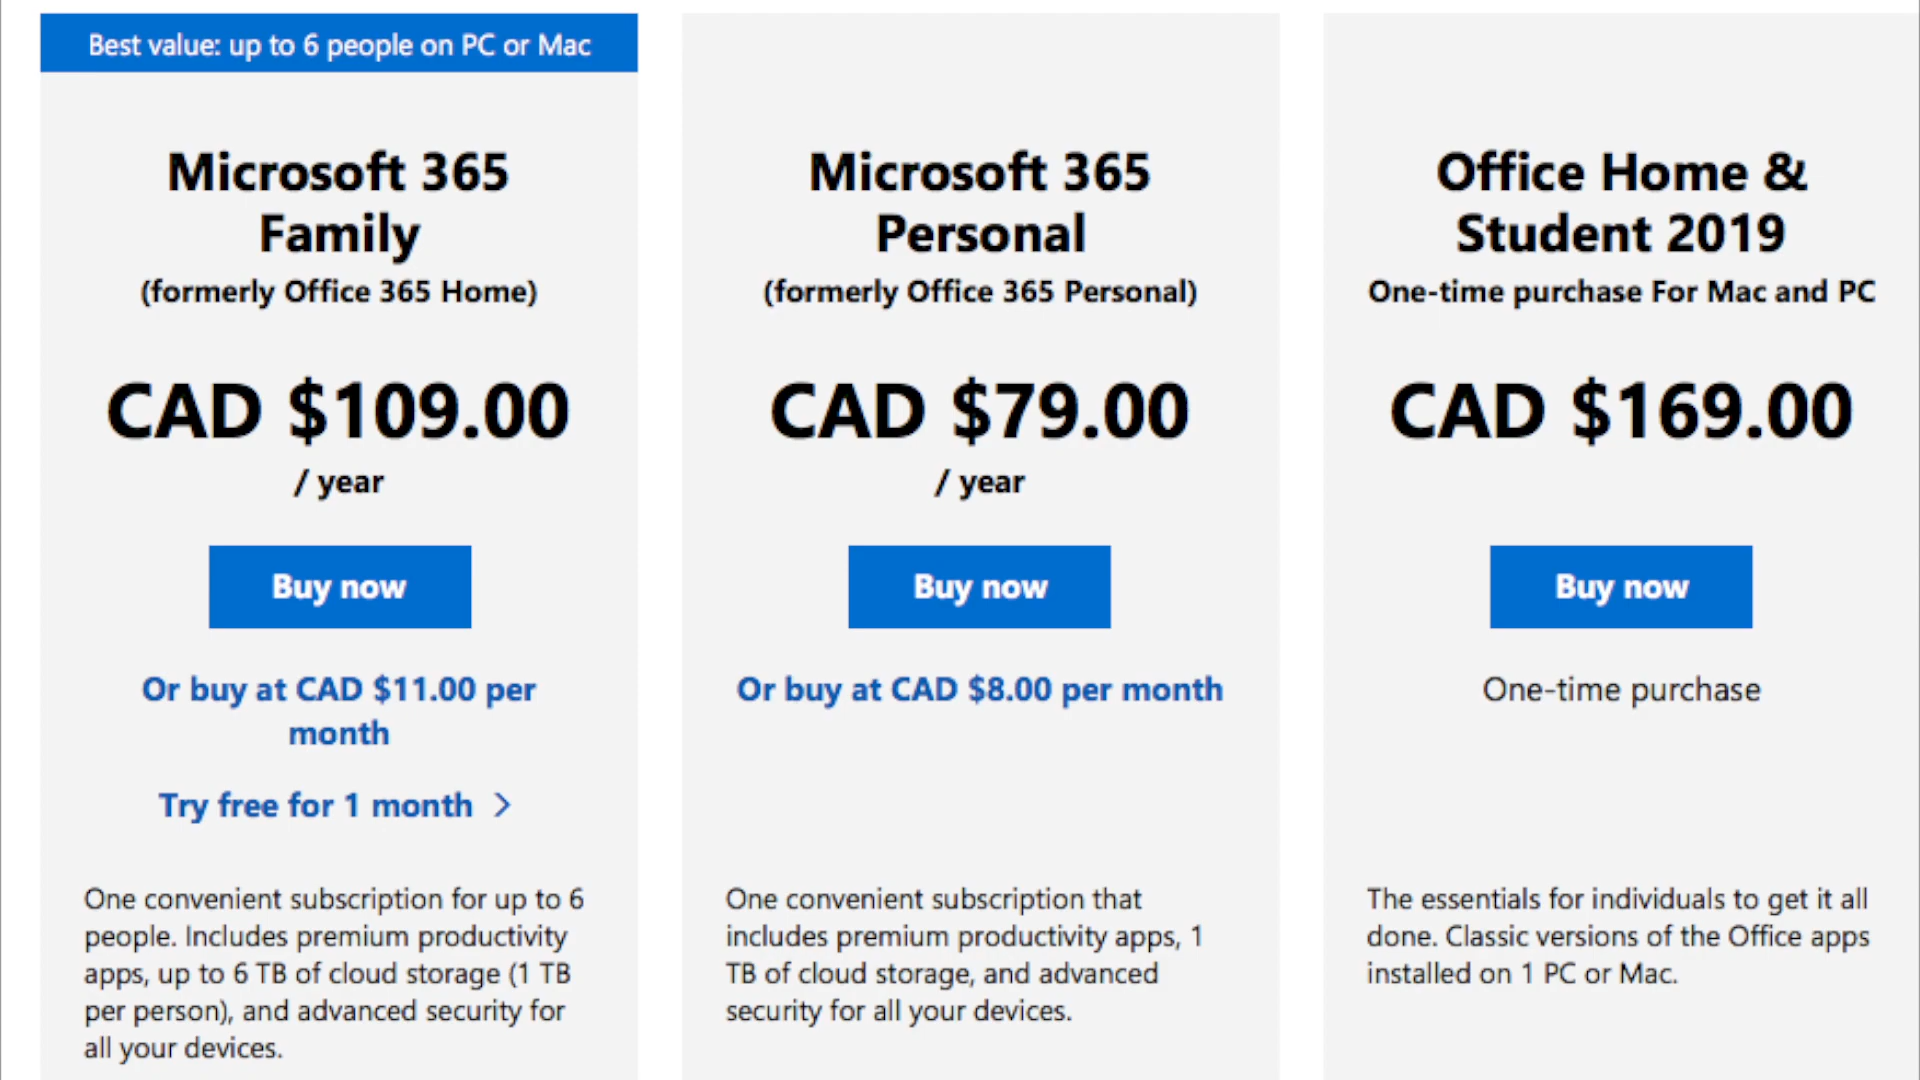 Best value: up to 6 people on PC or Mac
Microsoft 365
Family
(formerly Office 365 Home)
CAD $109.00
/ year
Buy now
Or buy at CAD $11.00 per
month
Try free for 1 month >
One convenient subscription for up to 6
people. Includes premium productivity
apps, up to 6 TB of cloud storage (1 TB
per person), and advanced security for
all your devices.
Microsoft 365
Personal
(formerly Office 365 Personal)
CAD $79.00
/ year
Buy now
Or buy at CAD $8.00 per month
One convenient subscription that
includes premium productivity apps, 1
TB of cloud storage, and advanced
security for all your devices.
Office Home &
Student 2019
One-time purchase For Mac and PC
CAD $169.00
Buy now
One-time purchase
The essentials for individuals to get it all
done. Classic versions of the Office apps
installed on 1 PC or Mac.